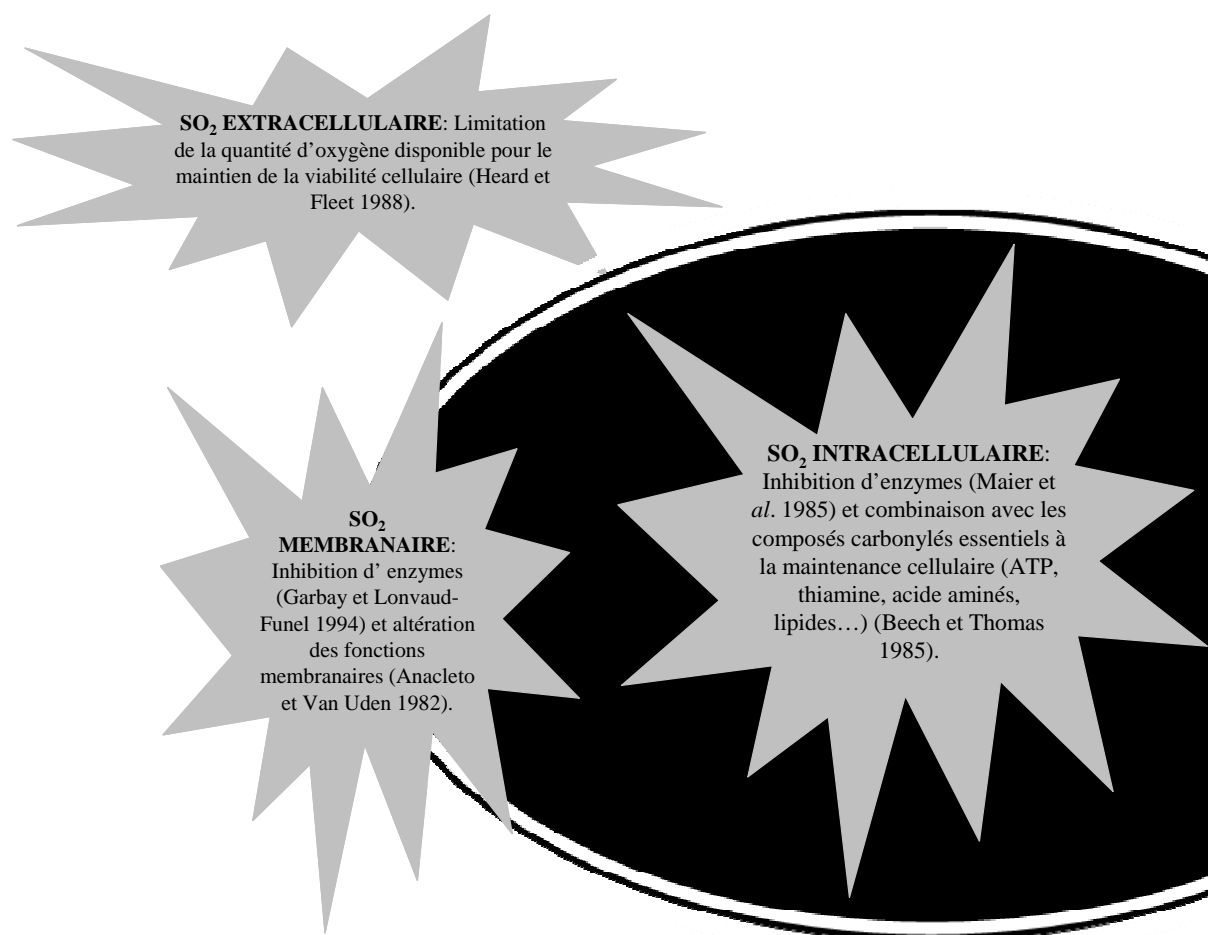 SO₂ EXTRACELLULAIRE: Limitation
de la quantité d’oxygène disponible pour le
maintien de la viabilité cellulaire (Heard et
Fleet 1988).
SO₂
MEMBRANAIRE:
Inhibition d’ enzymes
(Garbay et Lonvaud-
Funel 1994) et altération
des fonctions
membranaires (Anacleto
et Van Uden 1982).
SO₂ INTRACELLULAIRE:
Inhibition d’enzymes (Maier et
al. 1985) et combinaison avec les
composés carbonylés essentiels à
la maintenance cellulaire (ATP,
thiamine, acide aminés,
lipides…) (Beech et Thomas
1985).